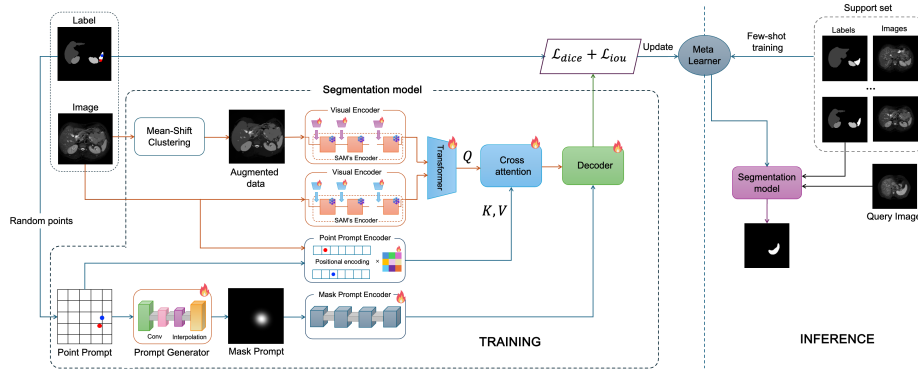 Label
Image
Random points
Segmentation model
Mean-Shift
Clustering
Augmented
data
Visual Encoder
SAM's Encoder
Visual Encoder
SAM's Encoder
Transformer
Q
Cross
attention
K, V
Decoder
Point Prompt Encoder
Positional encoding
×
Mask Prompt Encoder
Point Prompt
Conv
Interpolation
Prompt Generator
Mask Prompt
TRAINING
ℒdice + ℒiou
Update
Meta
Learner
Few-shot
training
Support set
Labels
Images
...
Segmentation
model
Query Image
INFERENCE